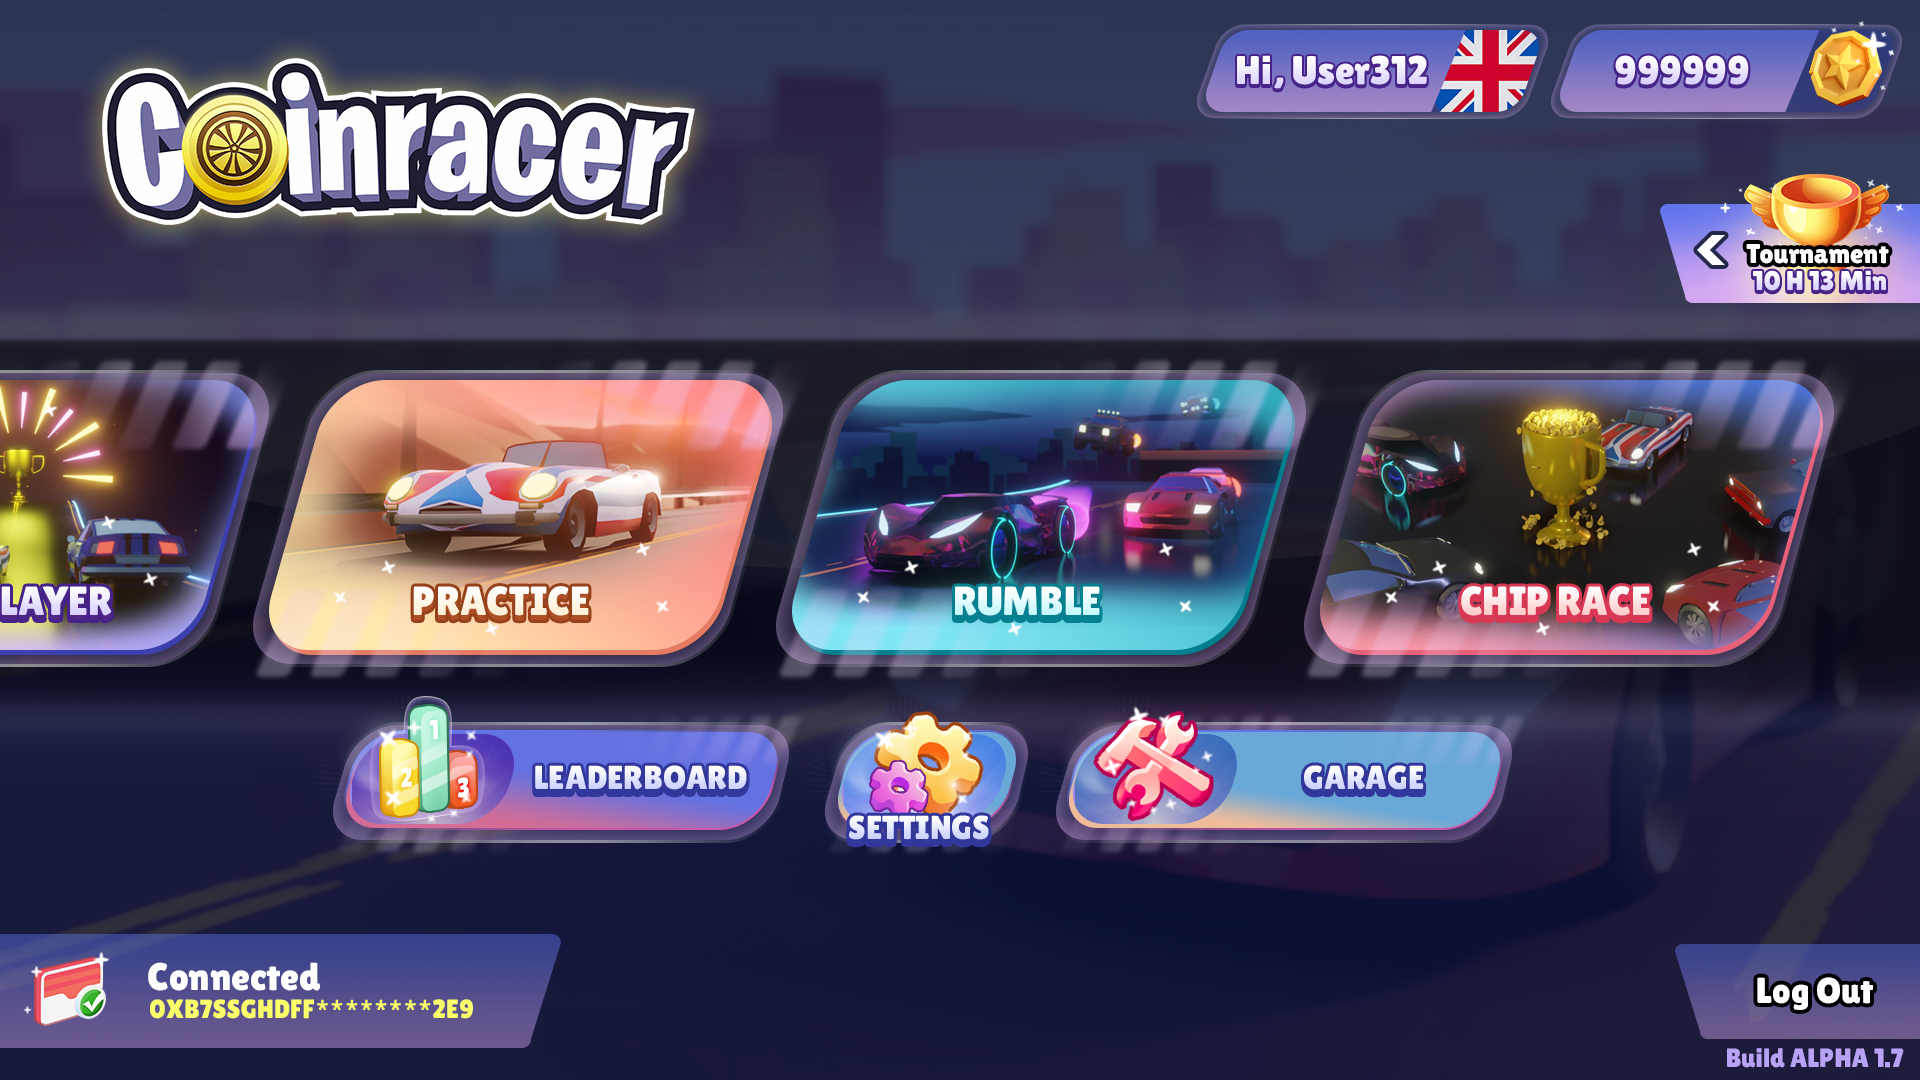 Coinracer
Hi, User312
999999
Tournament
10 H 13 Min
LAYER
PRACTICE
RUMBLE
CHIP RACE
1
2
3
LEADERBOARD
SETTINGS
GARAGE
Connected
0XB7SSGHDFF********2E9
Log Out
Build ALPHA 1.7